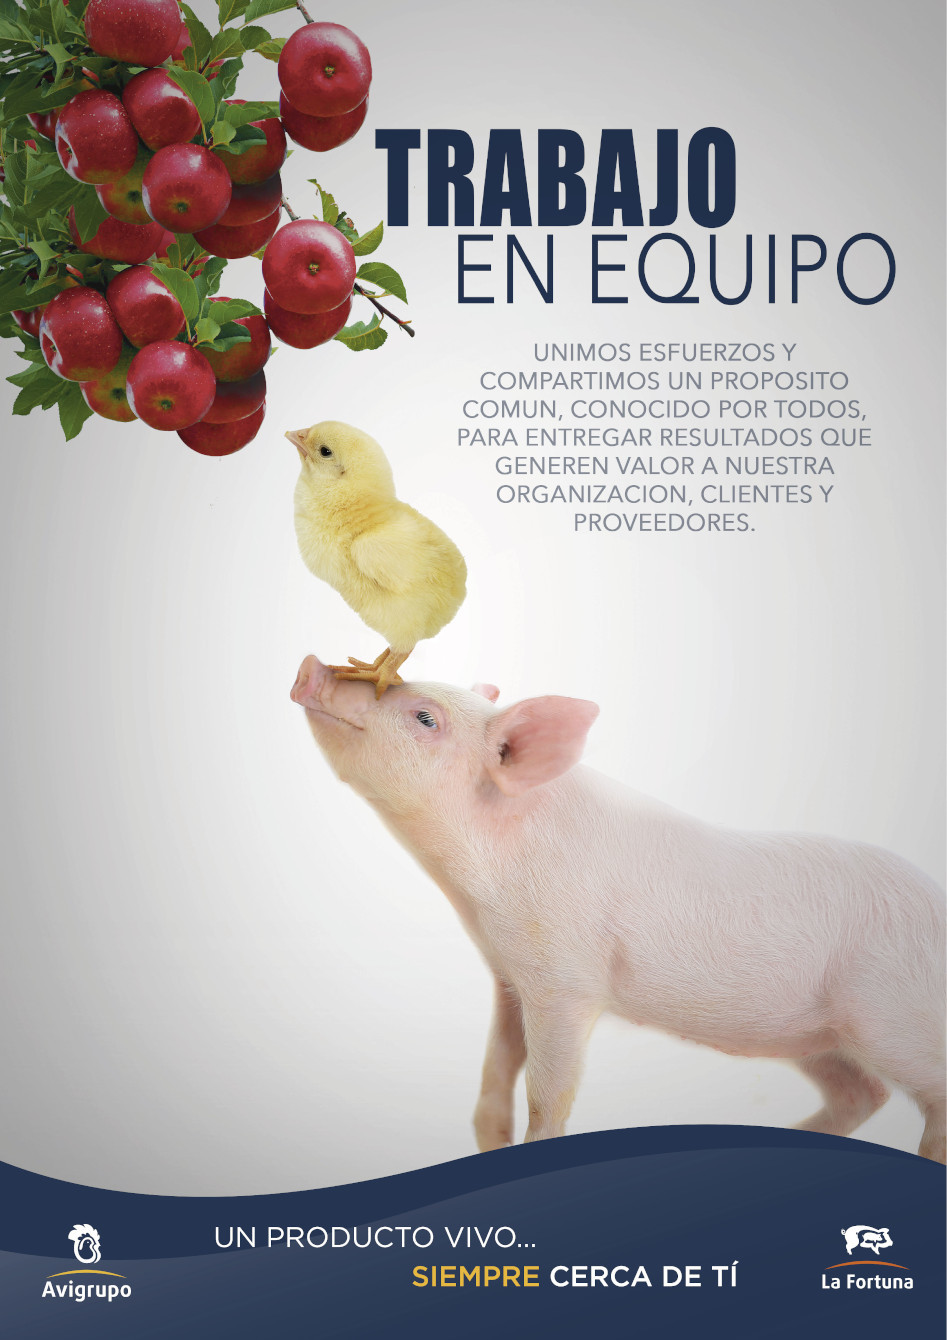 TRABAJO
EN EQUIPO
UNIMOS ESFUERZOS Y
COMPARTIMOS UN PROPOSITO
COMUN, CONOCIDO POR TODOS,
PARA ENTREGAR RESULTADOS QUE
GENEREN VALOR A NUESTRA
ORGANIZACION, CLIENTES Y
PROVEEDORES.
UN PRODUCTO VIVO...
SIEMPRE CERCA DE TÍ
Avigrupo
La Fortuna